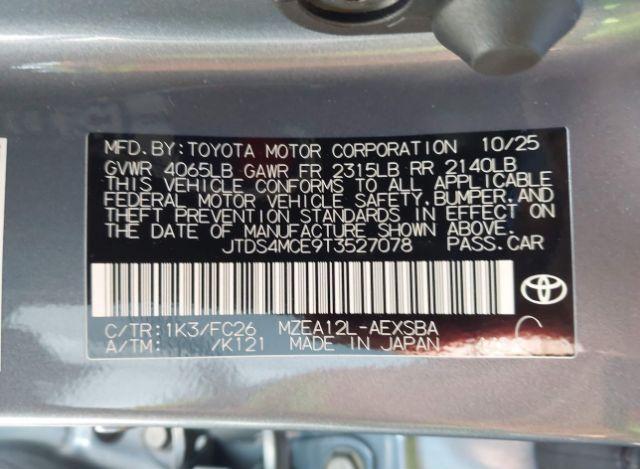 MFD. BY: TOYOTA MOTOR CORPORATION 10/25
GVWR 4065LB GAWR FR 2315LB RR 2140LB
THIS VEHICLE CONFORMS TO ALL APPLICABLE
FEDERAL MOTOR VEHICLE SAFETY, BUMPER, AND
THEFT PREVENTION STANDARDS IN EFFECT ON
THE DATE OF MANUFACTURE SHOWN ABOVE.
JTDS4MCE9T3527078 PASS. CAR
C/TR: 1K3/FC26 MZEA12L-AEXSBA
A/TM: /K121 MADE IN JAPAN